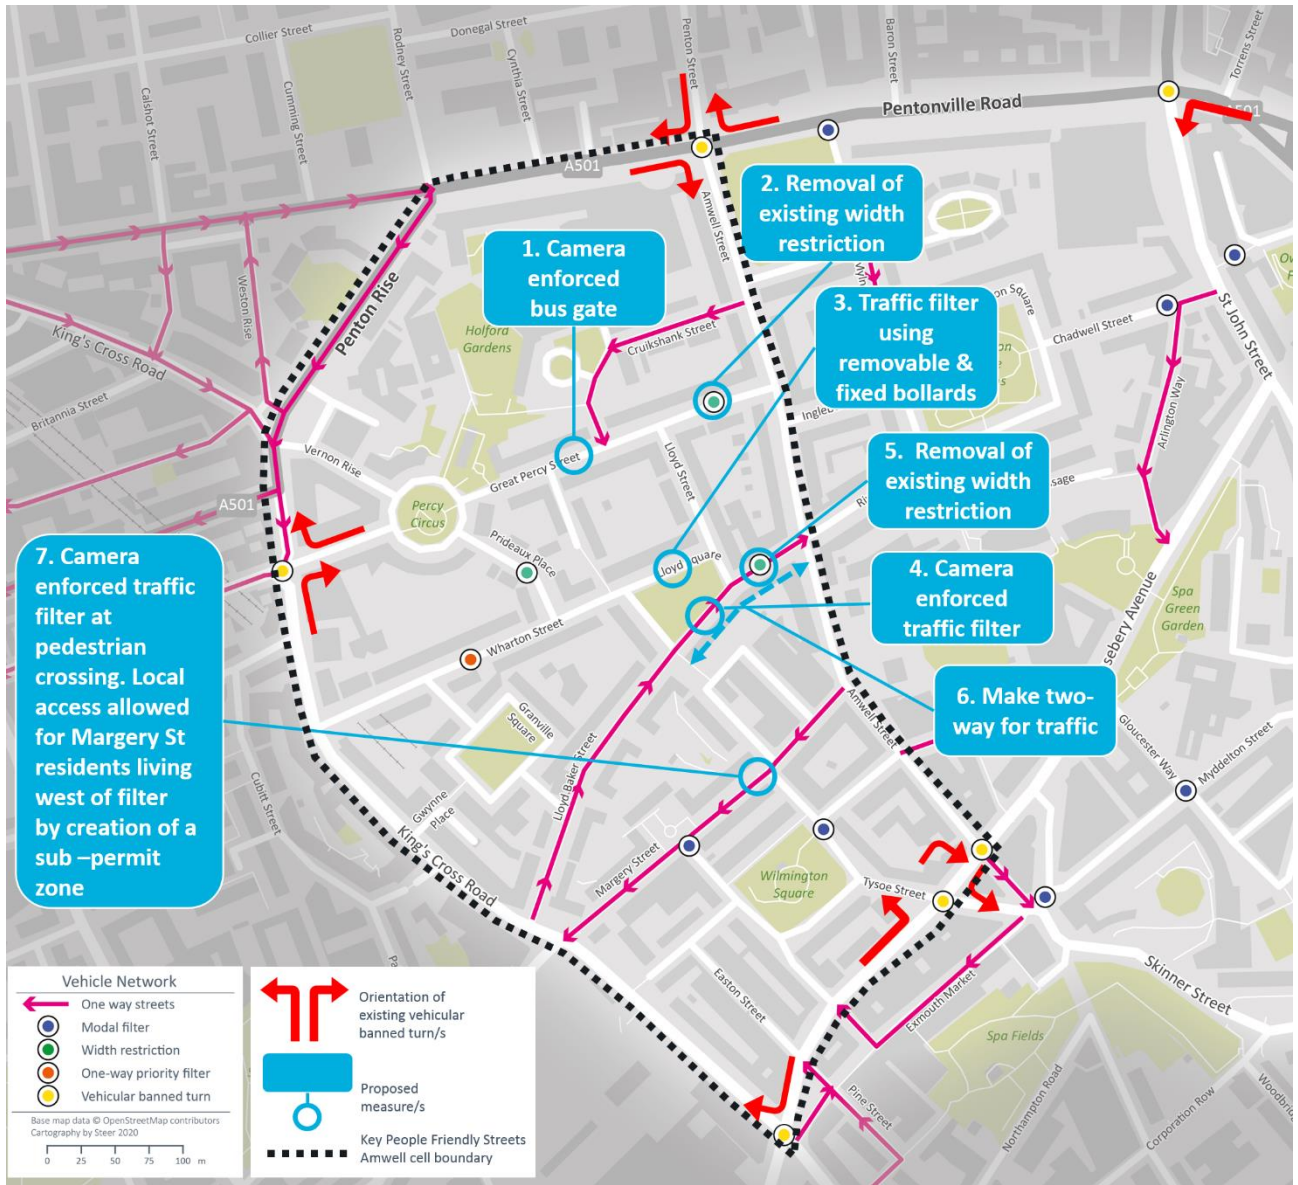 Collier Street
Donegal Street
Rodney Street
Cynthia Street
Penton Street
Baron Street
Torrens Street
Calshot Street
Cumming Street
Pentonville Road
A501
A501
Amwell Street
2. Removal of
existing width
restriction
1. Camera
enforced
bus gate
Weston Rise
Penton Rise
King's Cross Road
Holford
Gardens
Cruikshank Street
3. Traffic filter
using
removable &
fixed bollards
Chadwell Street
St John Street
Arlington Way
Britannia Street
Vernon Rise
Great Percy Street
Lloyd Street
5. Removal of
existing width
restriction
A501
Percy
Circus
Prideaux Place
Lloyd Square
4. Camera
enforced
traffic filter
Spa
Green
Garden
sebery Avenue
7. Camera
enforced traffic
filter at
pedestrian
crossing. Local
access allowed
for Margery St
residents living
west of filter
by creation of a
sub –permit
zone
Wharton Street
Granville
Square
6. Make two-
way for traffic
Amwell Street
Gloucester Way
Myddelton Street
Cubitt Street
Gwynne
Place
Lloyd Baker Street
King's Cross Road
Margery Street
Wilmington
Square
Tysoe Street
Easton Street
Exmouth Market
Skinner Street
Spa Fields
Pine Street
Northampton Road
Corporation Row
Woodbrid
Vehicle Network
One way streets
Modal filter
Width restriction
One-way priority filter
Vehicular banned turn
Base map data © OpenStreetMap contributors
Cartography by Steer 2020
0 25 50 75 100 m
Orientation of
existing vehicular
banned turn/s
Proposed
measure/s
Key People Friendly Streets
Amwell cell boundary